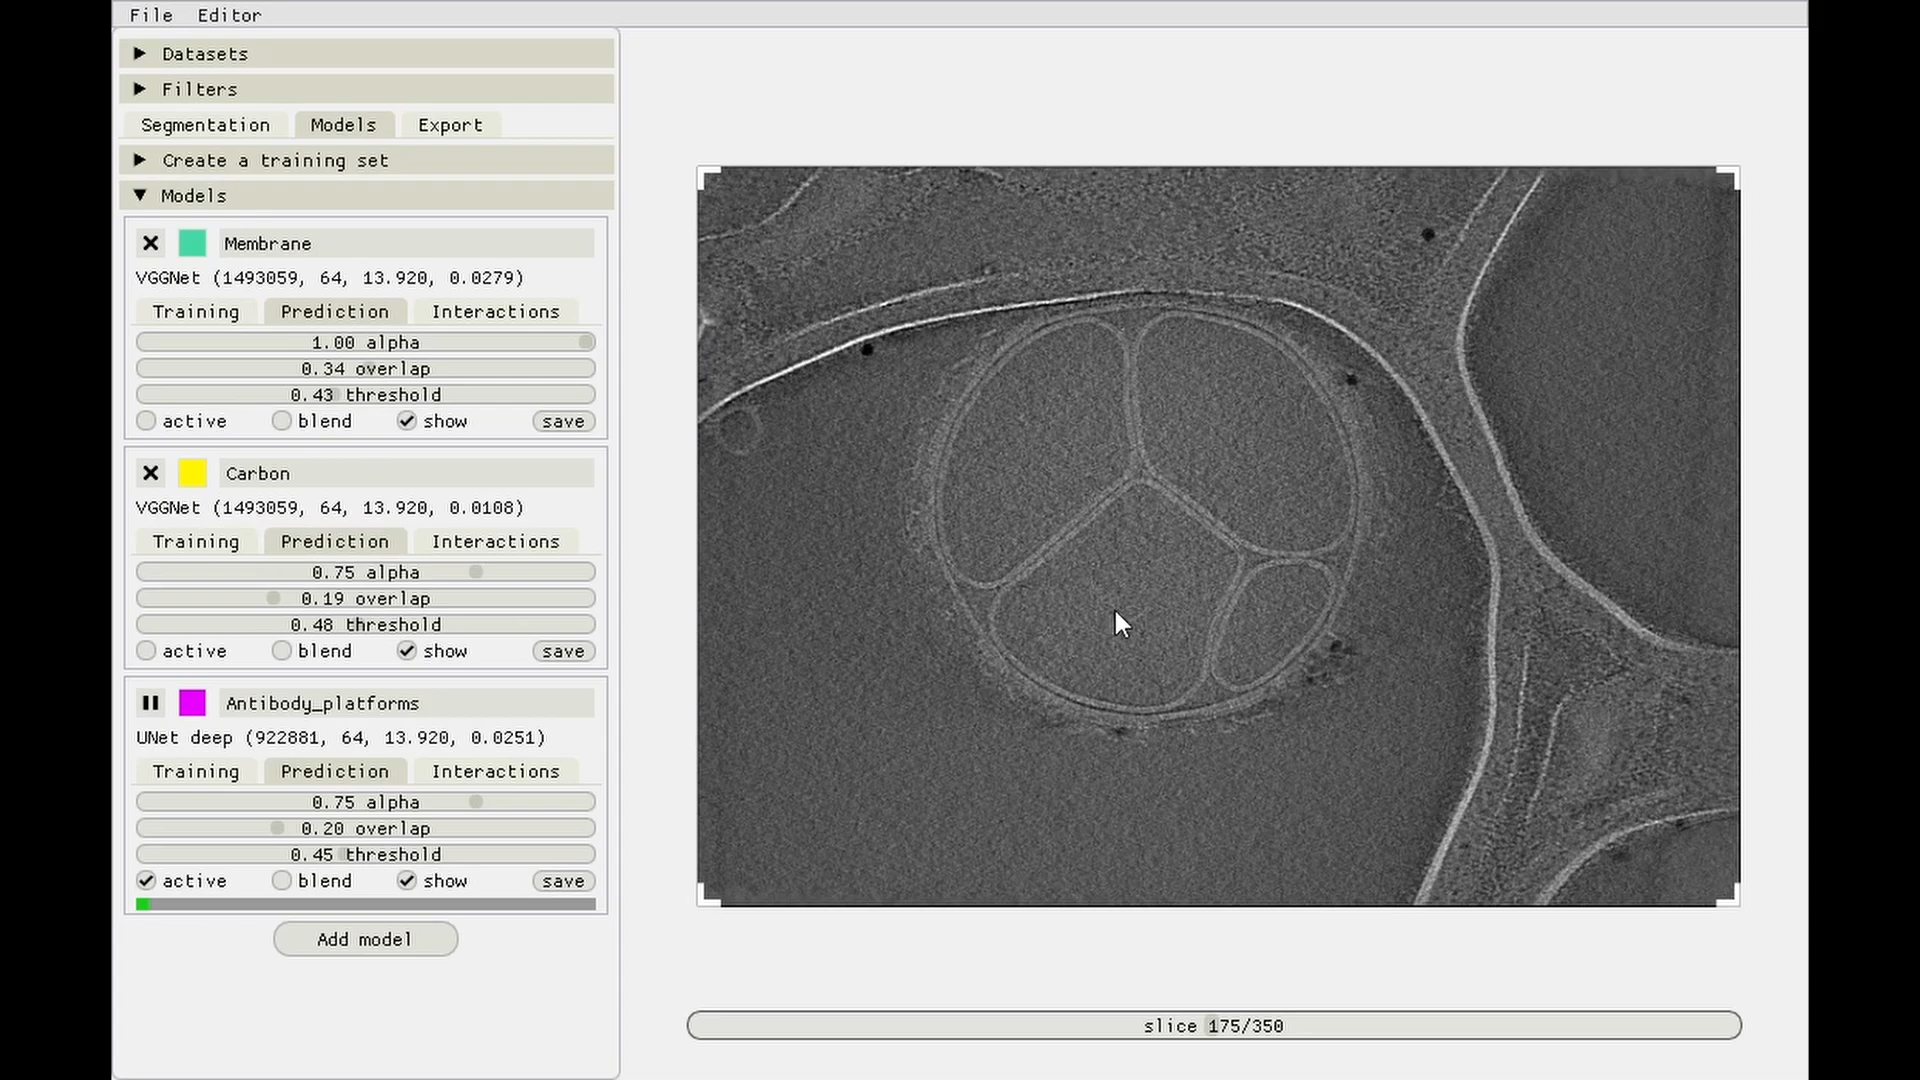 File Editor
Datasets
Filters
Segmentation Models Export
Create a training set
Models
Membrane
VGGNet (1493059, 64, 13.920, 0.0279)
Training Prediction Interactions
1.00 alpha
0.34 overlap
0.43 threshold
active blend show save
Carbon
VGGNet (1493059, 64, 13.920, 0.0108)
Training Prediction Interactions
0.75 alpha
0.19 overlap
0.48 threshold
active blend show save
Antibody_platforms
UNet deep (922881, 64, 13.920, 0.0251)
Training Prediction Interactions
0.75 alpha
0.20 overlap
0.45 threshold
active blend show save
Add model
slice 175/350